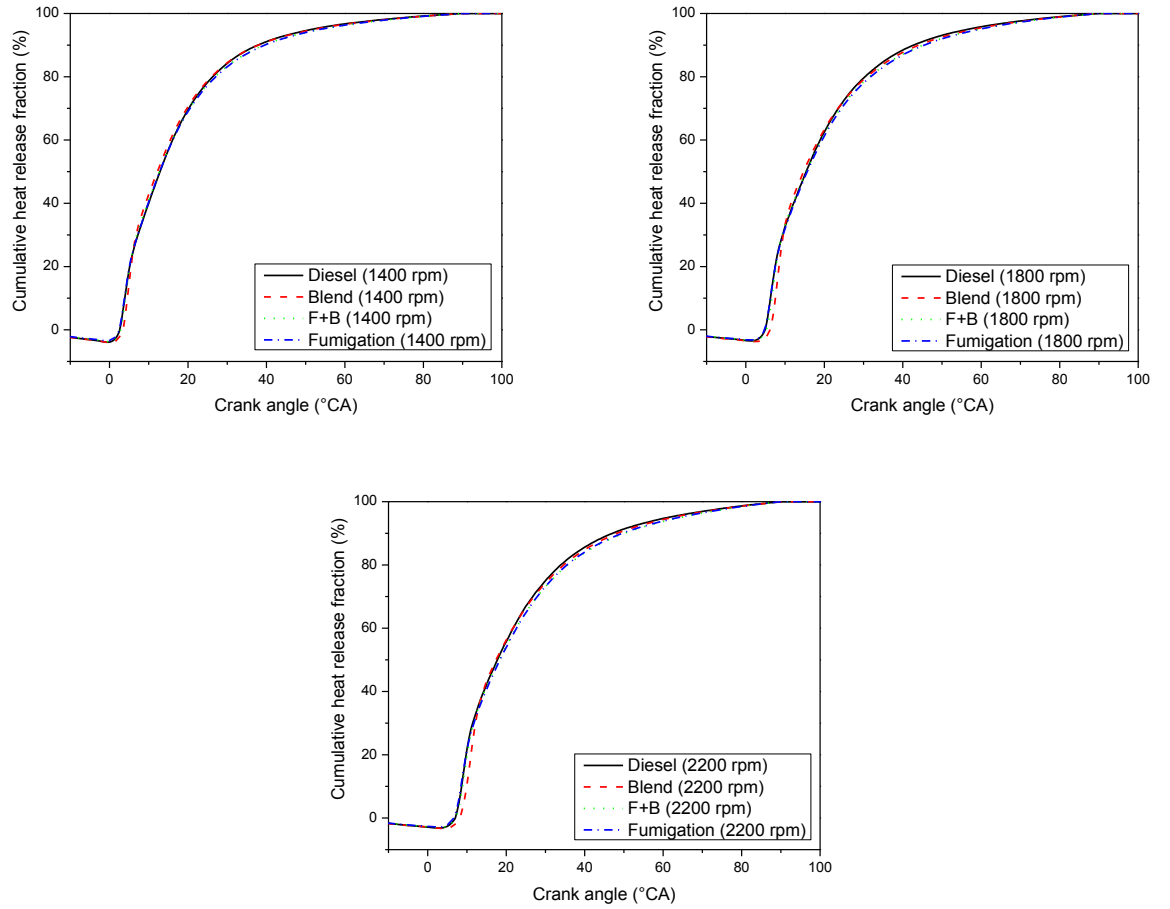 Cumulative heat release fraction (%)
100
80
60
40
20
0
Diesel (1400 rpm)
Blend (1400 rpm)
F+B (1400 rpm)
Fumigation (1400 rpm)
0 20 40 60 80 100
Crank angle (°CA)
Cumulative heat release fraction (%)
100
80
60
40
20
0
Diesel (1800 rpm)
Blend (1800 rpm)
F+B (1800 rpm)
Fumigation (1800 rpm)
0 20 40 60 80 100
Crank angle (°CA)
Cumulative heat release fraction (%)
100
80
60
40
20
0
Diesel (2200 rpm)
Blend (2200 rpm)
F+B (2200 rpm)
Fumigation (2200 rpm)
0 20 40 60 80 100
Crank angle (°CA)